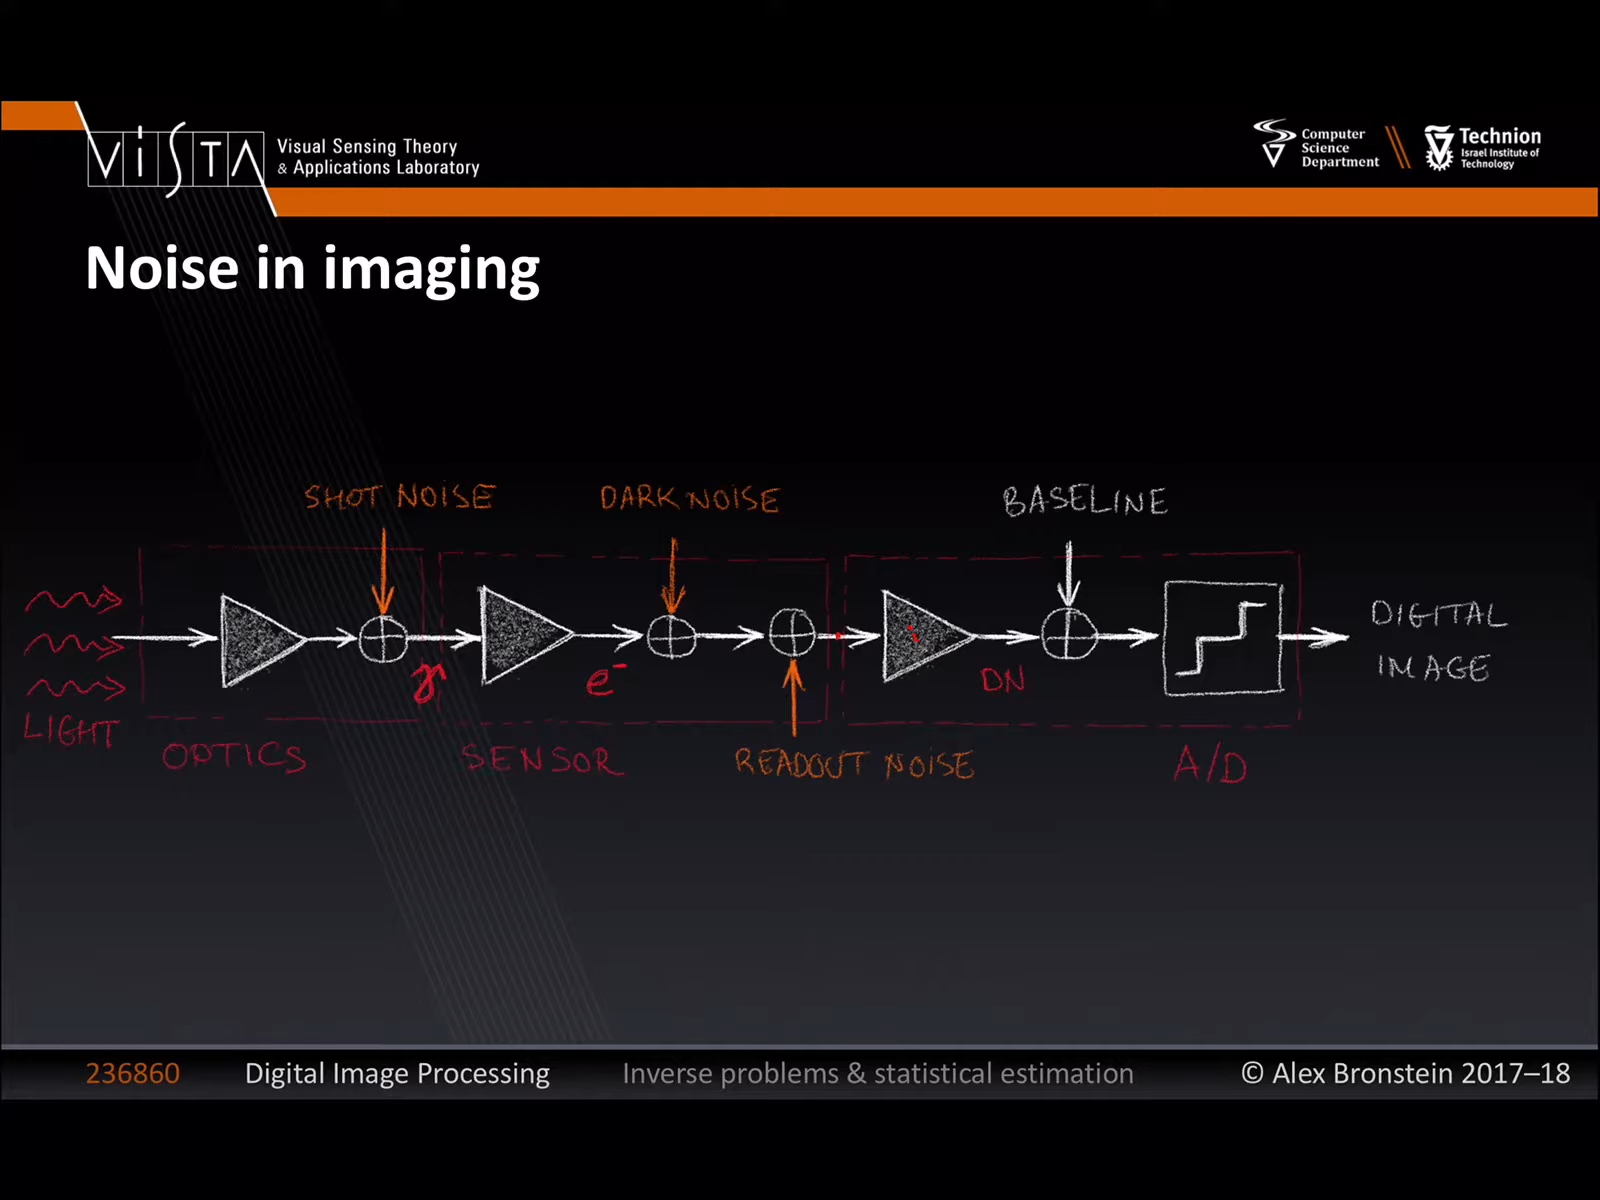 ViSTA
Visual Sensing Theory
& Applications Laboratory
Computer
Science
Department
Technion
Israel Institute of
Technology
Noise in imaging
SHOT NOISE
DARK NOISE
BASELINE
LIGHT
γ
e⁻
DN
DIGITAL
IMAGE
OPTICS
SENSOR
READOUT NOISE
A/D
236860
Digital Image Processing
Inverse problems & statistical estimation
© Alex Bronstein 2017–18